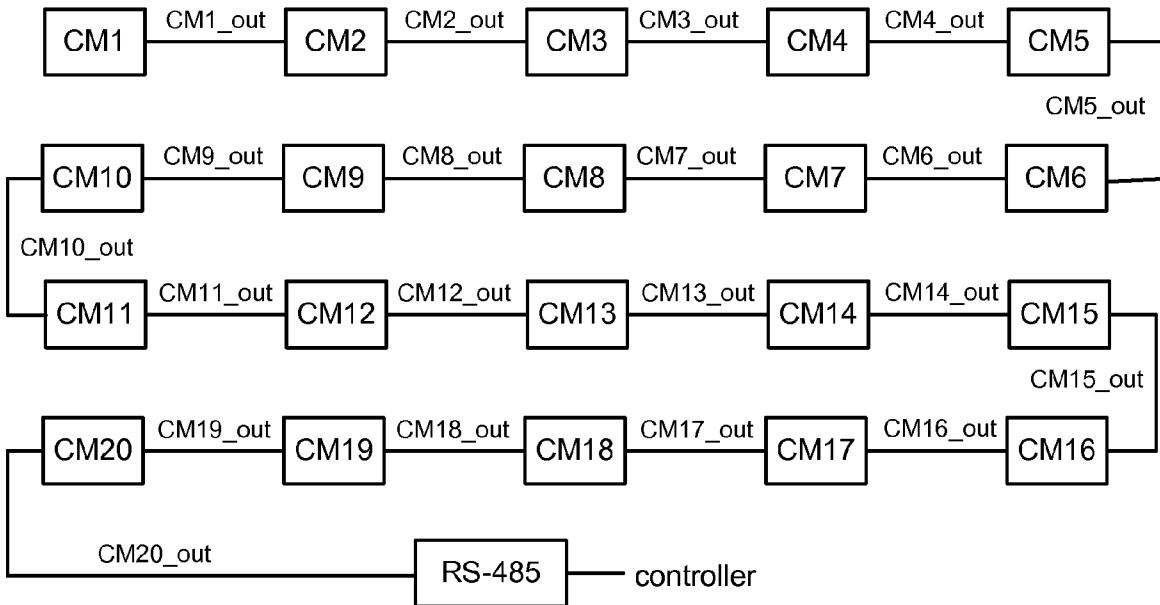 CM1 CM1_out CM2 CM2_out CM3 CM3_out CM4 CM4_out CM5
CM5_out
CM10 CM9_out CM9 CM8_out CM8 CM7_out CM7 CM6_out CM6
CM10_out
CM11 CM11_out CM12 CM12_out CM13 CM13_out CM14 CM14_out CM15
CM15_out
CM20 CM19_out CM19 CM18_out CM18 CM17_out CM17 CM16_out CM16
CM20_out
RS-485 controller